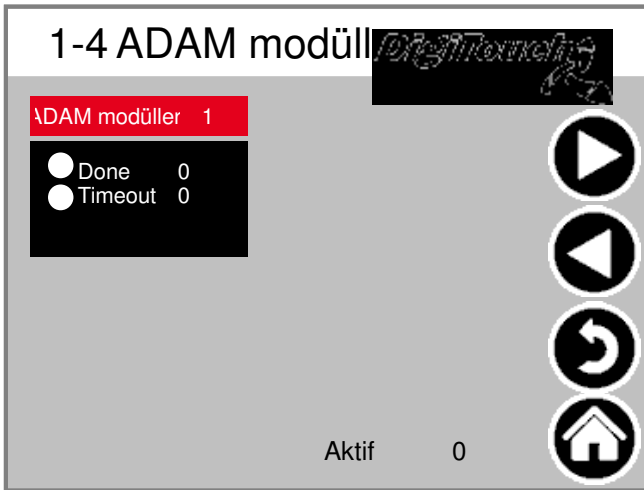 1-4 ADAM modüll
DigiTouch
ADAM modüller 1
Done 0
Timeout 0
Aktif 0